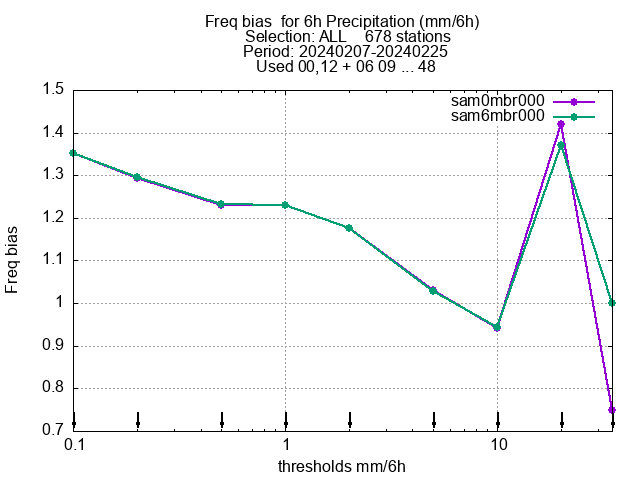 Freq bias  for 6h Precipitation (mm/6h)
Selection: ALL    678 stations
Period: 20240207-20240225
Used 00,12 + 06 09 ... 48
sam0mbr000
sam6mbr000
1.5
1.4
1.3
1.2
1.1
1
0.9
0.8
0.7
Freq bias
0.1 1 10
thresholds mm/6h